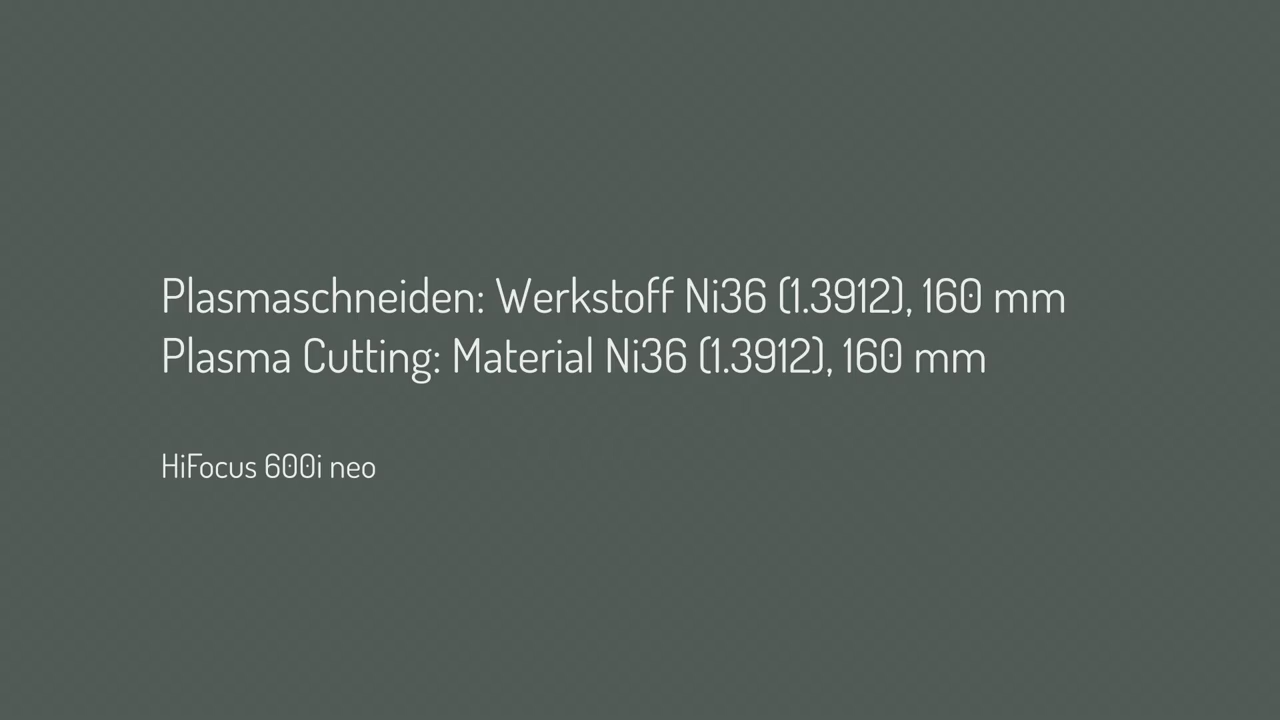 Plasmaschneiden: Werkstoff Ni36 (1.3912), 160 mm
Plasma Cutting: Material Ni36 (1.3912), 160 mm
HiFocus 600i neo